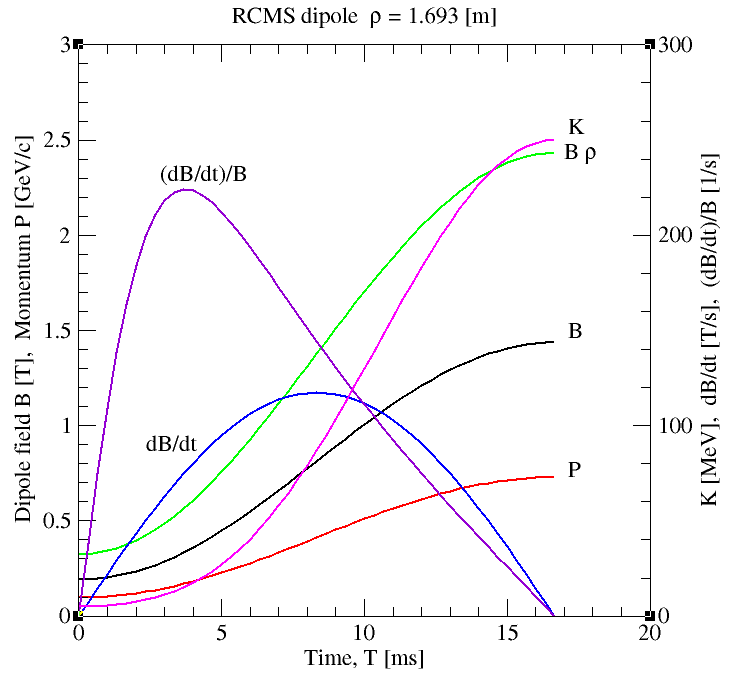 RCMS dipole ρ = 1.693 [m]
3
300
K
2.5
B ρ
(dB/dt)/B
2
200
1.5
B
1
100
dB/dt
P
0.5
0
0
0
5
10
15
20
Time, T [ms]
Dipole field B [T], Momentum P [GeV/c]
K [MeV], dB/dt [T/s], (dB/dt)/B [1/s]